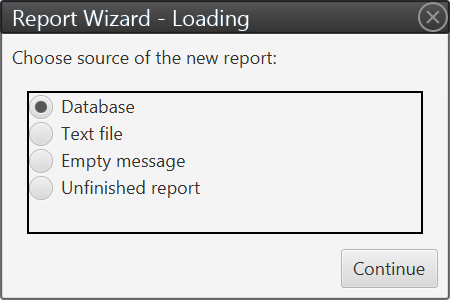 Report Wizard - Loading
Choose source of the new report:
Database
Text file
Empty message
Unfinished report
Continue